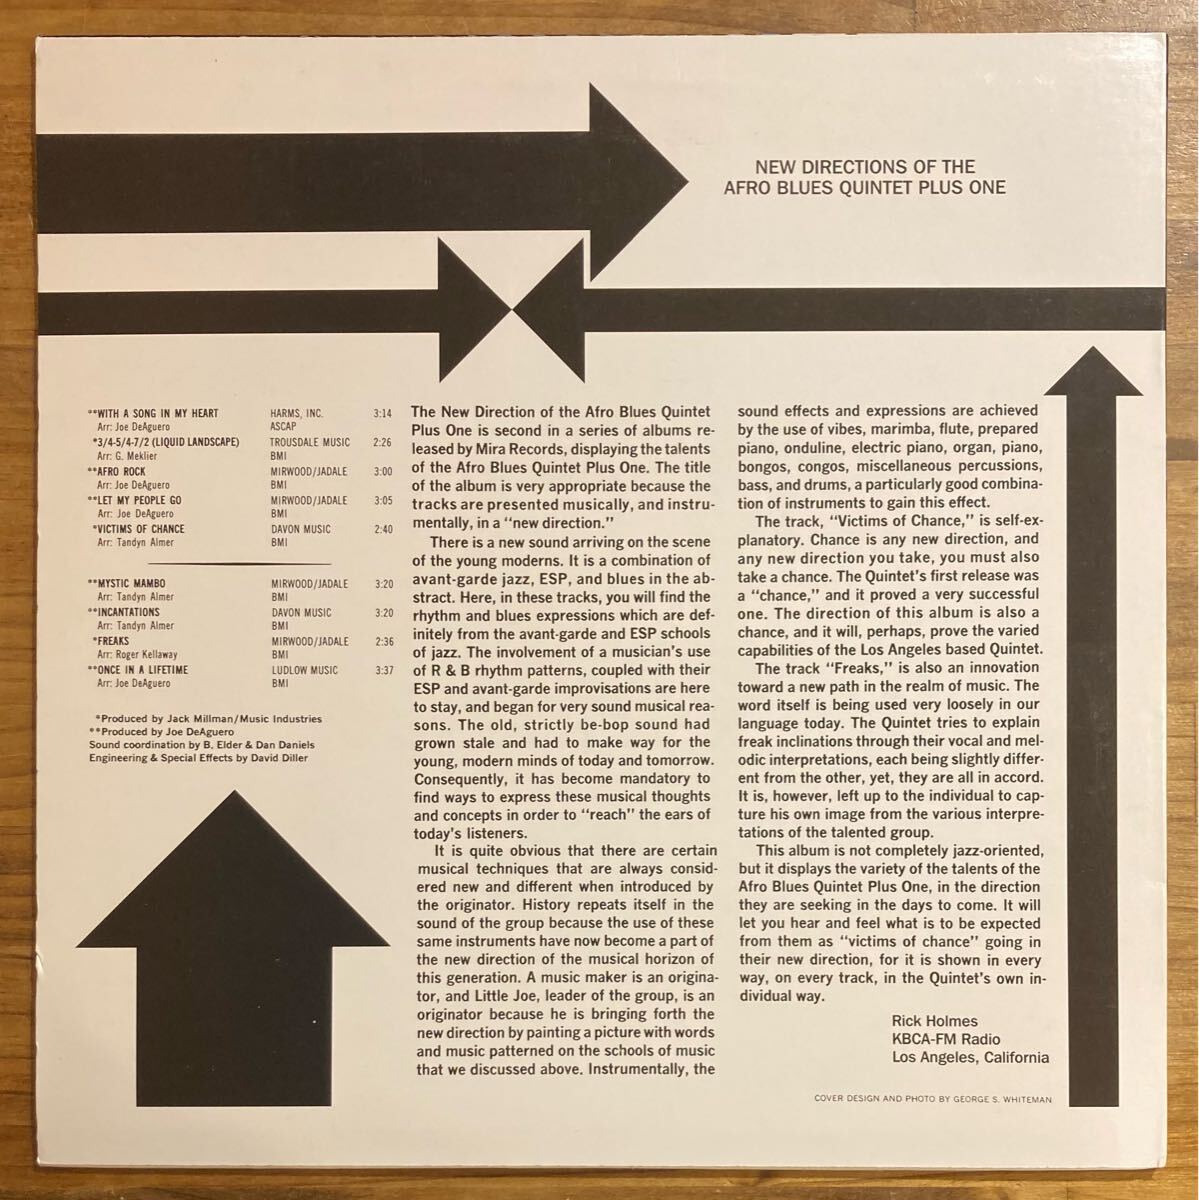 NEW DIRECTIONS OF THE
AFRO BLUES QUINTET PLUS ONE
**WITH A SONG IN MY HEART HARMS, INC. 3:14
Arr: Joe DeAguero ASCAP
*3/4-5/4-7/2 (LIQUID LANDSCAPE) TROUSDALE MUSIC 2:26
Arr: G. Meklier BMI
**AFRO ROCK MIRWOOD/JADALE 3:00
Arr: Joe DeAguero BMI
**LET MY PEOPLE GO MIRWOOD/JADALE 3:05
Arr: Joe DeAguero BMI
*VICTIMS OF CHANCE DAVON MUSIC 2:40
Arr: Tandyn Almer BMI
**MYSTIC MAMBO MIRWOOD/JADALE 3:20
Arr: Tandyn Almer BMI
**INCANTATIONS DAVON MUSIC 3:20
Arr: Tandyn Almer BMI
*FREAKS MIRWOOD/JADALE 2:36
Arr: Roger Kellaway BMI
**ONCE IN A LIFETIME LUDLOW MUSIC 3:37
Arr: Joe DeAguero BMI
*Produced by Jack Millman/Music Industries
**Produced by Joe DeAguero
Sound coordination by B. Elder & Dan Daniels
Engineering & Special Effects by David Diller
The New Direction of the Afro Blues Quintet
Plus One is second in a series of albums re-
leased by Mira Records, displaying the talents
of the Afro Blues Quintet Plus One. The title
of the album is very appropriate because the
tracks are presented musically, and instru-
mentally, in a "new direction."
There is a new sound arriving on the scene
of the young moderns. It is a combination of
avant-garde jazz, ESP, and blues in the ab-
stract. Here, in these tracks, you will find the
rhythm and blues expressions which are def-
initely from the avant-garde and ESP schools
of jazz. The involvement of a musician's use
of R & B rhythm patterns, coupled with their
ESP and avant-garde improvisations are here
to stay, and began for very sound musical rea-
sons. The old, strictly be-bop sound had
grown stale and had to make way for the
young, modern minds of today and tomorrow.
Consequently, it has become mandatory to
find ways to express these musical thoughts
and concepts in order to "reach" the ears of
today's listeners.
It is quite obvious that there are certain
musical techniques that are always consid-
ered new and different when introduced by
the originator. History repeats itself in the
sound of the group because the use of these
same instruments have now become a part of
the new direction of the musical horizon of
this generation. A music maker is an origina-
tor, and Little Joe, leader of the group, is an
originator because he is bringing forth the
new direction by painting a picture with words
and music patterned on the schools of music
that we discussed above. Instrumentally, the
sound effects and expressions are achieved
by the use of vibes, marimba, flute, prepared
piano, onduline, electric piano, organ, piano,
bongos, congos, miscellaneous percussions,
bass, and drums, a particularly good combina-
tion of instruments to gain this effect.
The track, "Victims of Chance," is self-ex-
planatory. Chance is any new direction, and
any new direction you take, you must also
take a chance. The Quintet's first release was
a "chance," and it proved a very successful
one. The direction of this album is also a
chance, and it will, perhaps, prove the varied
capabilities of the Los Angeles based Quintet.
The track "Freaks," is also an innovation
toward a new path in the realm of music. The
word itself is being used very loosely in our
language today. The Quintet tries to explain
freak inclinations through their vocal and mel-
odic interpretations, each being slightly differ-
ent from the other, yet, they are all in accord.
It is, however, left up to the individual to cap-
ture his own image from the various interpre-
tations of the talented group.
This album is not completely jazz-oriented,
but it displays the variety of the talents of the
Afro Blues Quintet Plus One, in the direction
they are seeking in the days to come. It will
let you hear and feel what is to be expected
from them as "victims of chance" going in
their new direction, for it is shown in every
way, on every track, in the Quintet's own in-
dividual way.
Rick Holmes
KBCA-FM Radio
Los Angeles, California
COVER DESIGN AND PHOTO BY GEORGE S. WHITEMAN